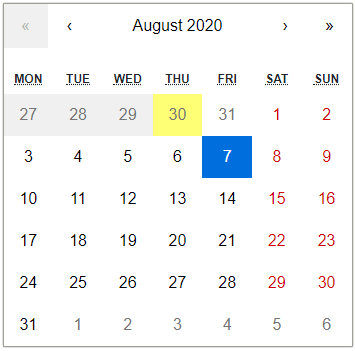 « ‹ August 2020 › »
MON TUE WED THU FRI SAT SUN
27 28 29 30 31 1 2
3 4 5 6 7 8 9
10 11 12 13 14 15 16
17 18 19 20 21 22 23
24 25 26 27 28 29 30
31 1 2 3 4 5 6